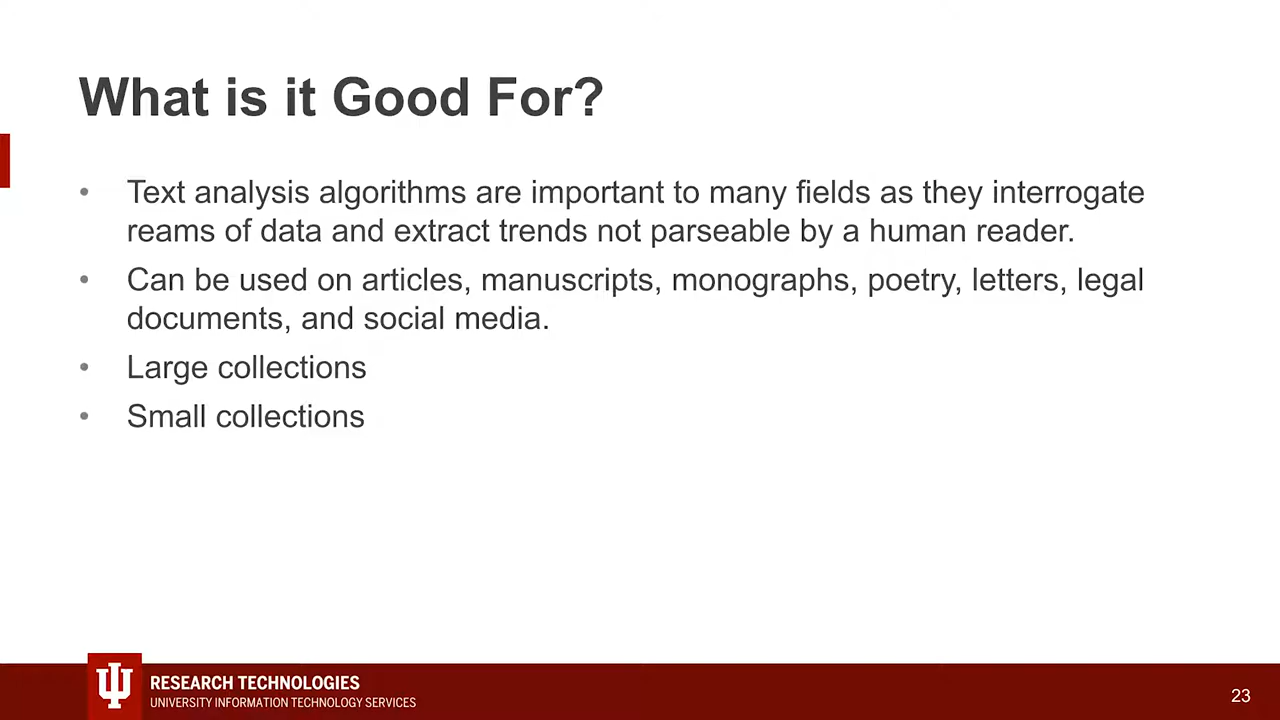 What is it Good For?
• Text analysis algorithms are important to many fields as they interrogate
reams of data and extract trends not parseable by a human reader.
• Can be used on articles, manuscripts, monographs, poetry, letters, legal
documents, and social media.
• Large collections
• Small collections
RESEARCH TECHNOLOGIES
UNIVERSITY INFORMATION TECHNOLOGY SERVICES
23